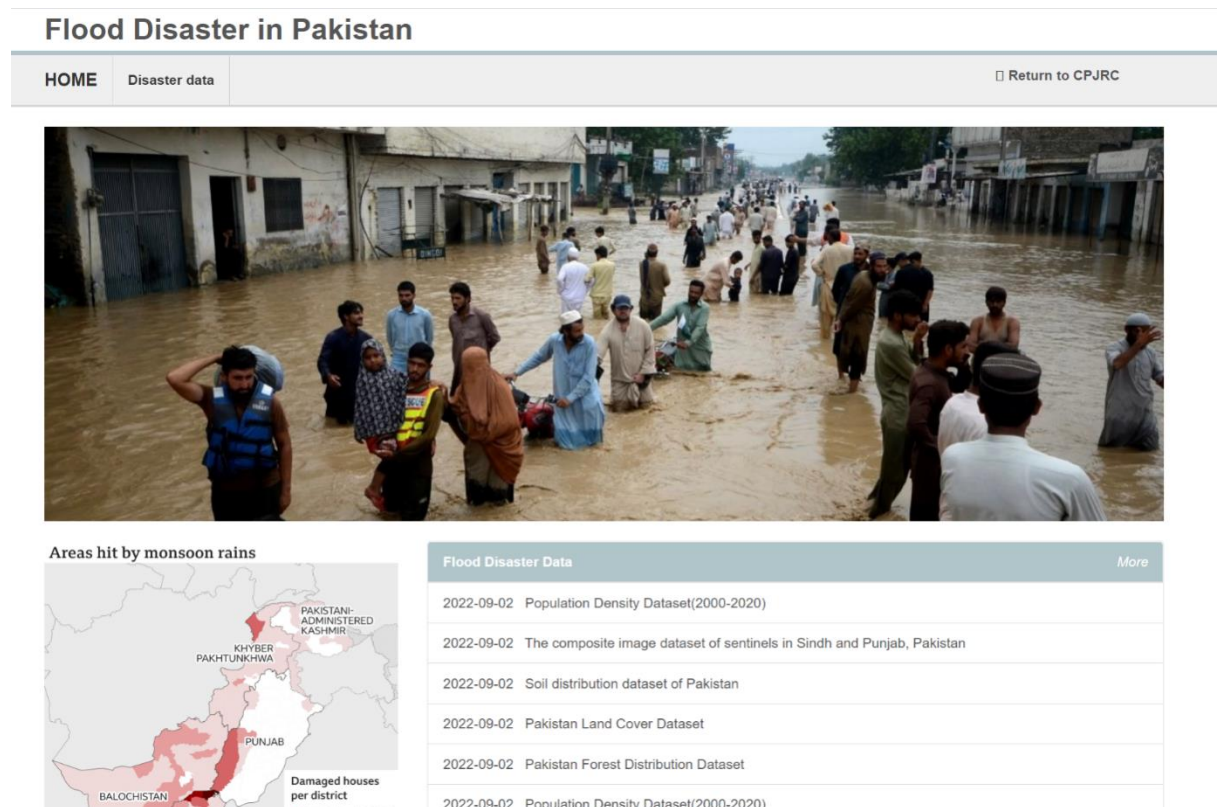 Flood Disaster in Pakistan
HOME
Disaster data
Return to CPJRC
Areas hit by monsoon rains
PAKISTANI-
ADMINISTERED
KASHMIR
KHYBER
PAKHTUNKHWA
PUNJAB
BALOCHISTAN
Damaged houses
per district
Flood Disaster Data
More
2022-09-02 Population Density Dataset(2000-2020)
2022-09-02 The composite image dataset of sentinels in Sindh and Punjab, Pakistan
2022-09-02 Soil distribution dataset of Pakistan
2022-09-02 Pakistan Land Cover Dataset
2022-09-02 Pakistan Forest Distribution Dataset
2022-09-02 Population Density Dataset(2000-2020)